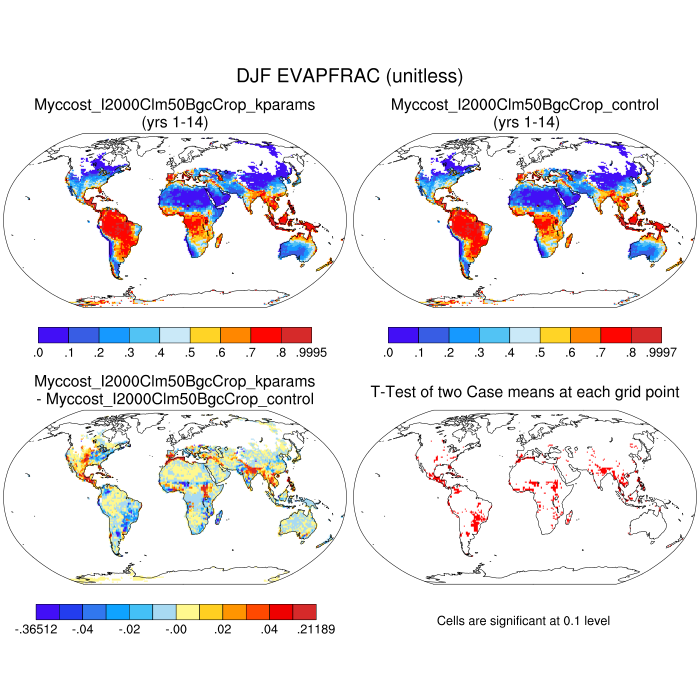 DJF EVAPFRAC (unitless)
Myccost_I2000Clm50BgcCrop_kparams
(yrs 1-14)
Myccost_I2000Clm50BgcCrop_control
(yrs 1-14)
.0 .1 .2 .4 .5 .6 .7 .8 .9995
.0 .1 .2 .4 .5 .6 .7 .8 .9997
Myccost_I2000Clm50BgcCrop_kparams
- Myccost_I2000Clm50BgcCrop_control
T-Test of two Case means at each grid point
-.36512 -.04 -.02 -.00 .02 .04 .21189
Cells are significant at 0.1 level